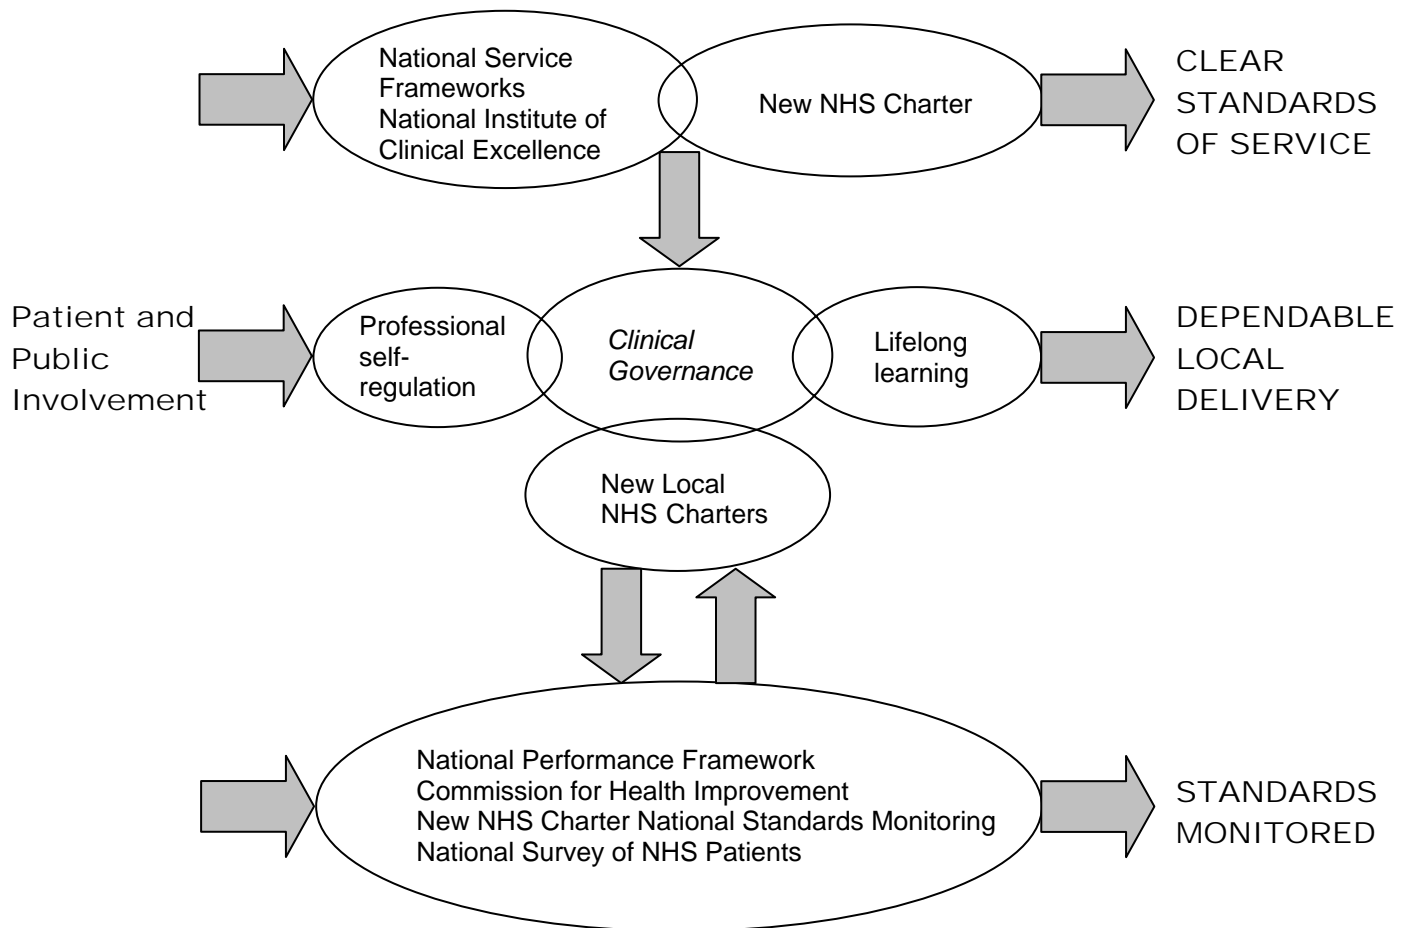 National Service
Frameworks
National Institute of
Clinical Excellence
New NHS Charter
CLEAR
STANDARDS
OF SERVICE
Patient and
Public
Involvement
Professional
self-
regulation
Clinical
Governance
Lifelong
learning
DEPENDABLE
LOCAL
DELIVERY
New Local
NHS Charters
National Performance Framework
Commission for Health Improvement
New NHS Charter National Standards Monitoring
National Survey of NHS Patients
STANDARDS
MONITORED